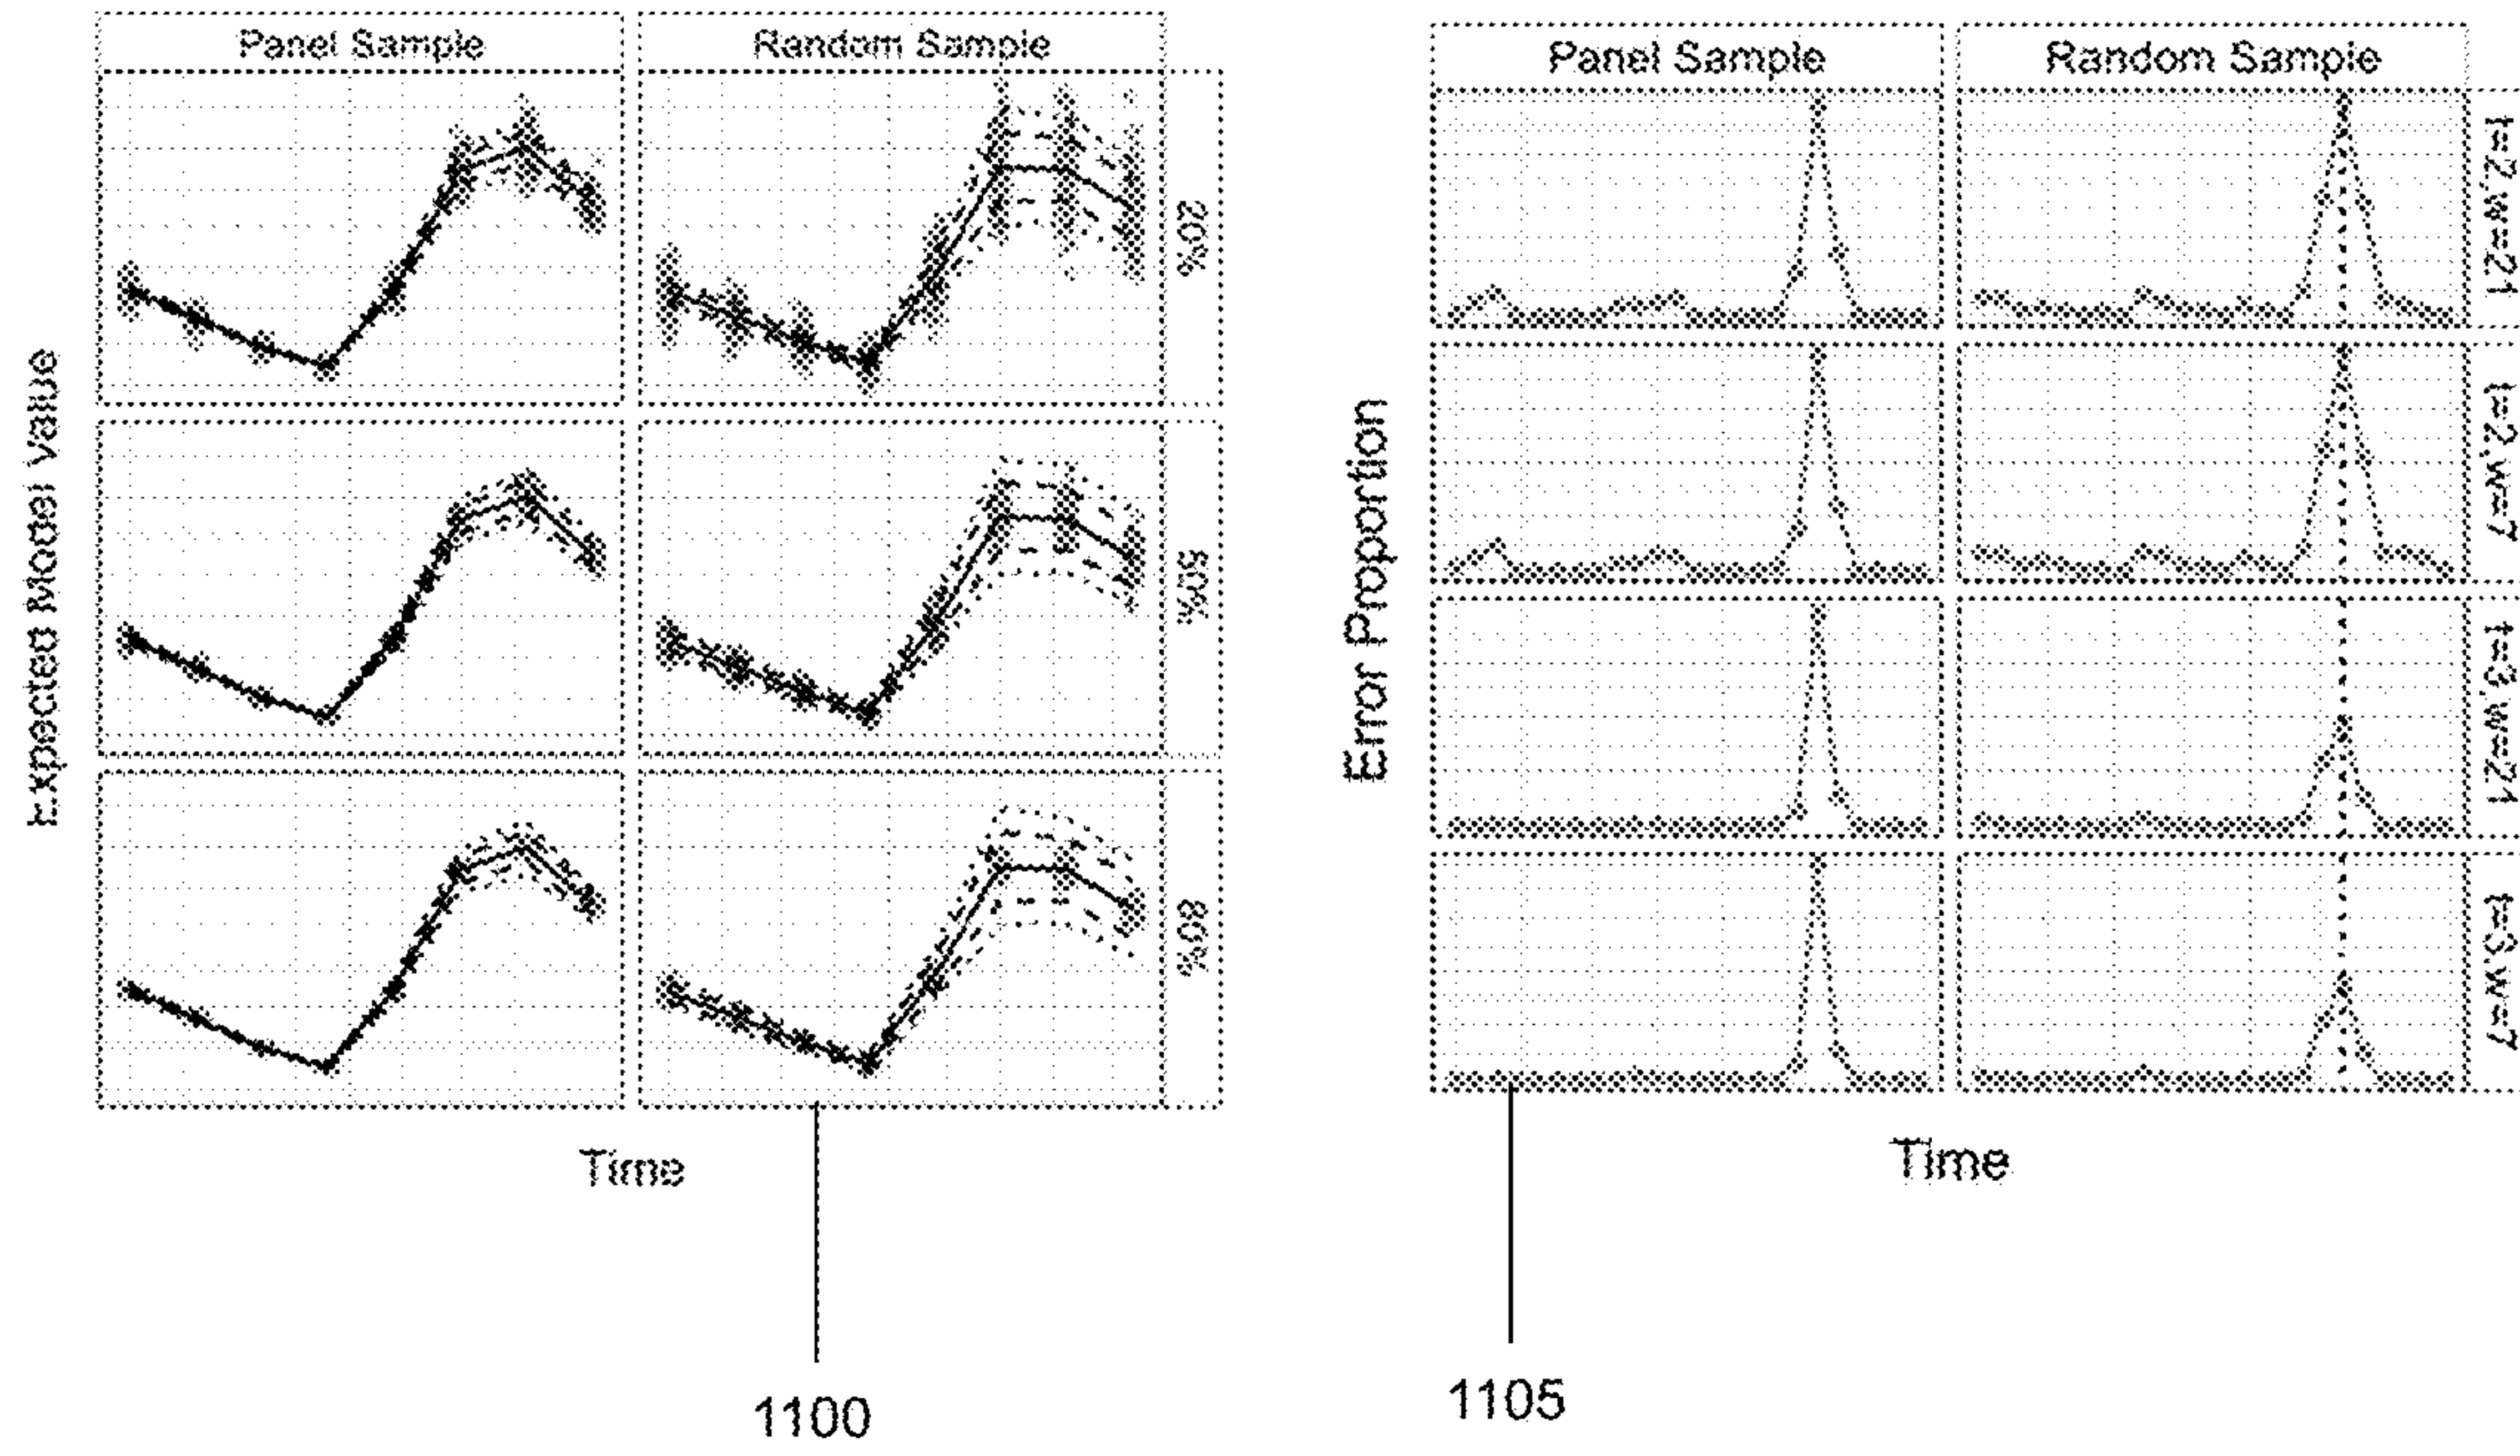 Panel Sample
Random Sample
Expected Model Value
20%
50%
80%
Time
1100
Panel Sample
Random Sample
Error Proportion
t=2,w=21
t=2,w=7
t=3,w=21
t=3,w=7
Time
1105